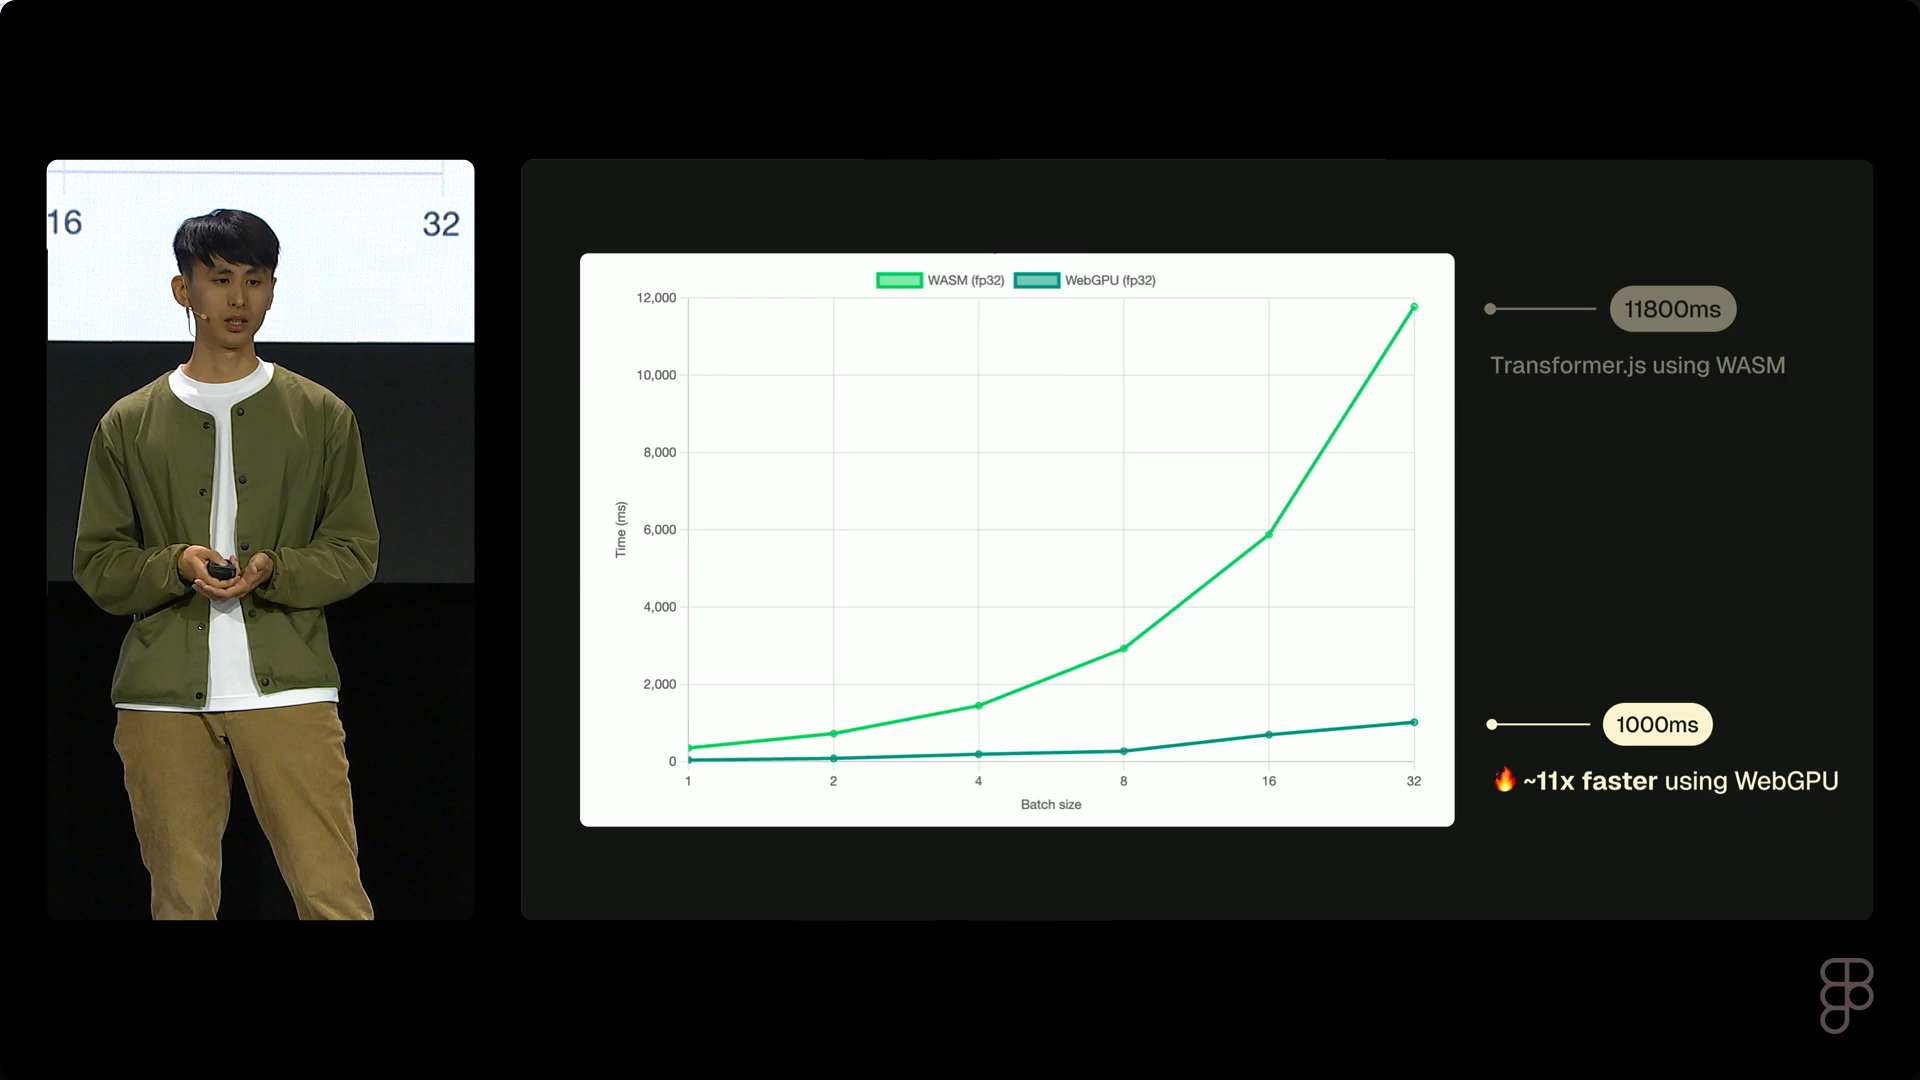 16
32
WASM (fp32) WebGPU (fp32)
12,000
10,000
8,000
6,000
4,000
2,000
0
Time (ms)
1 2 4 8 16 32
Batch size
11800ms
Transformer.js using WASM
1000ms
🔥 ~11x faster using WebGPU